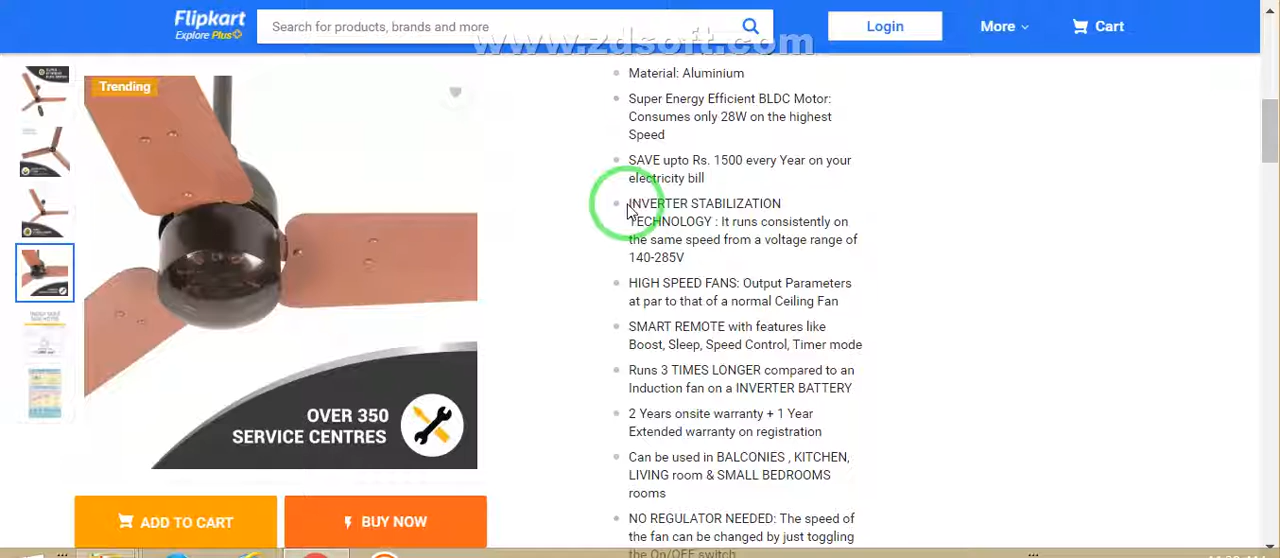 Flipkart
Explore Plus
Search for products, brands and more
Login
More
Cart
www.zdsoft.com
Trending
OVER 350
SERVICE CENTRES
ADD TO CART
BUY NOW
Material: Aluminium
Super Energy Efficient BLDC Motor:
Consumes only 28W on the highest
Speed
SAVE upto Rs. 1500 every Year on your
electricity bill
INVERTER STABILIZATION
TECHNOLOGY : It runs consistently on
the same speed from a voltage range of
140-285V
HIGH SPEED FANS: Output Parameters
at par to that of a normal Ceiling Fan
SMART REMOTE with features like
Boost, Sleep, Speed Control, Timer mode
Runs 3 TIMES LONGER compared to an
Induction fan on a INVERTER BATTERY
2 Years onsite warranty + 1 Year
Extended warranty on registration
Can be used in BALCONIES , KITCHEN,
LIVING room & SMALL BEDROOMS
rooms
NO REGULATOR NEEDED: The speed of
the fan can be changed by just toggling
the On/OFF switch